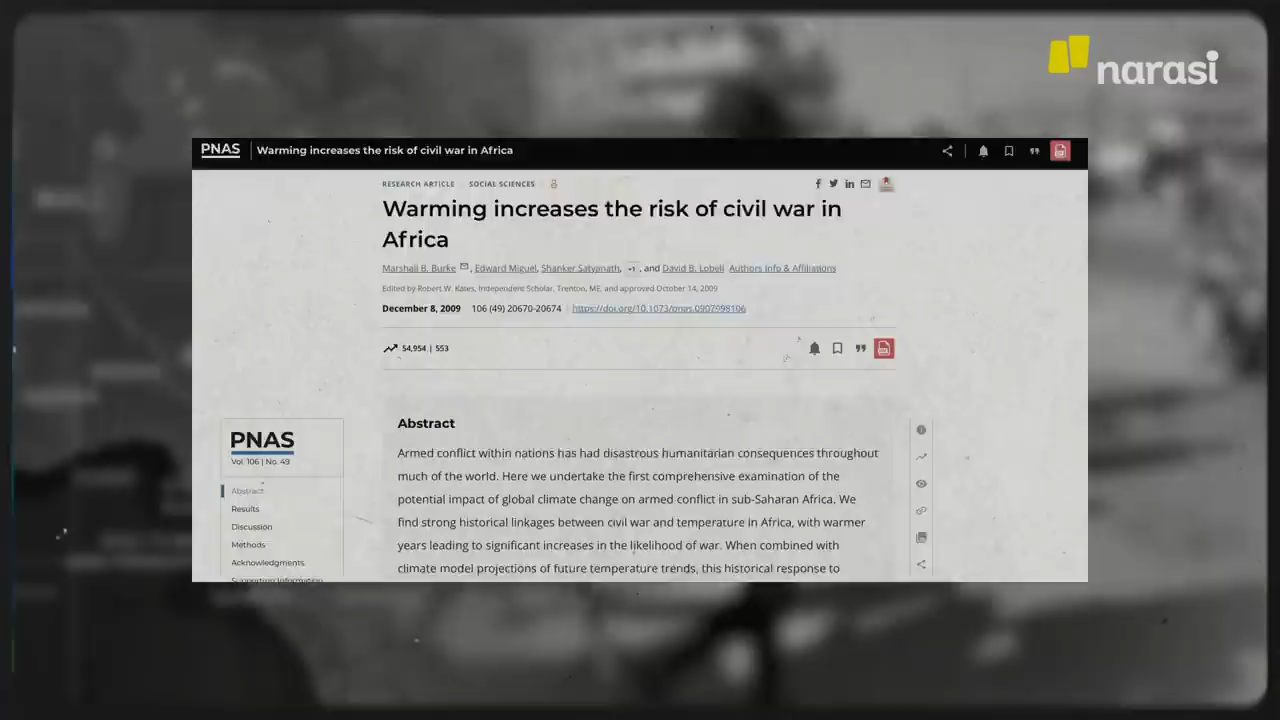 narasi
PNAS
Warming increases the risk of civil war in Africa
RESEARCH ARTICLE SOCIAL SCIENCES
Warming increases the risk of civil war in
Africa
Marshall B. Burke, Edward Miguel, Shanker Satyanath, +1, and David B. Lobell Authors Info & Affiliations
Edited by Robert W. Kates, Independent Scholar, Trenton, ME, and approved October 14, 2009
December 8, 2009 106 (49) 20670-20674 https://doi.org/10.1073/pnas.0907998106
54,954 | 553
PNAS
Vol. 106 | No. 49
Abstract
Results
Discussion
Methods
Acknowledgments
Supporting Information
Abstract
Armed conflict within nations has had disastrous humanitarian consequences throughout
much of the world. Here we undertake the first comprehensive examination of the
potential impact of global climate change on armed conflict in sub-Saharan Africa. We
find strong historical linkages between civil war and temperature in Africa, with warmer
years leading to significant increases in the likelihood of war. When combined with
climate model projections of future temperature trends, this historical response to